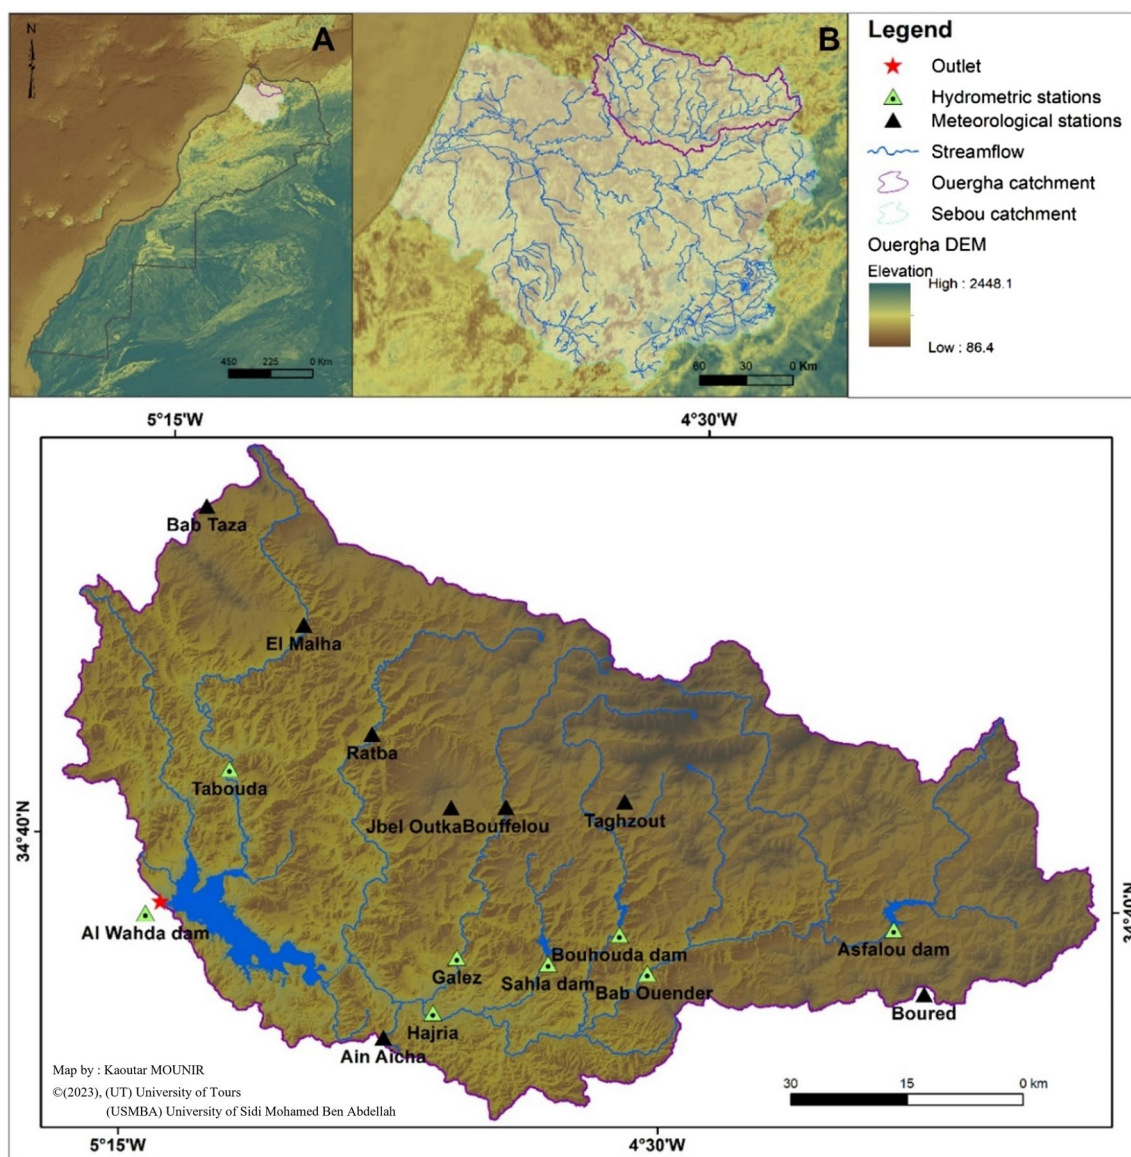 N
A
B
450 225 0 Km
60 30 0 Km
Legend
Outlet
Hydrometric stations
Meteorological stations
Streamflow
Ouergha catchment
Sebou catchment
Ouergha DEM
Elevation
High : 2448.1
Low : 86.4
5°15'W 4°30'W
Bab Taza
El Malha
Ratba
Tabouda
Jbel Outka Bouffelou Taghzout
34°40'N
34°40'N
Al Wahda dam
Bouhouda dam
Asfalou dam
Galez
Sahla dam
Bab Ouender
Boured
Hajria
Ain Aicha
Map by : Kaoutar MOUNIR
©(2023), (UT) University of Tours
(USMBA) University of Sidi Mohamed Ben Abdellah
30 15 0 km
5°15'W 4°30'W